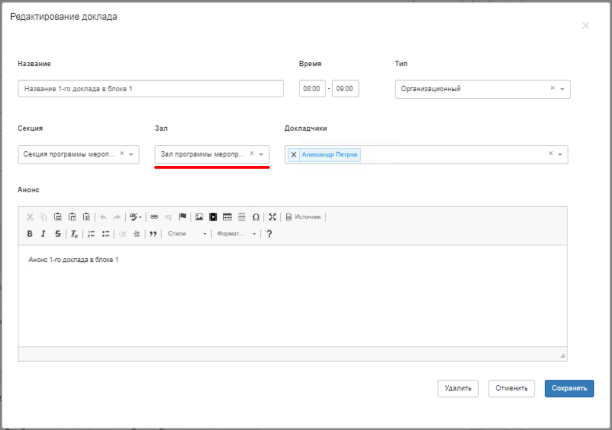 Редактирование доклада
Название
Время
Тип
Название 1-го доклада в блоке 1
08:00 - 09:00
Организационный
Секция
Зал
Докладчики
Секция программы мероп...
Зал программы меропр...
Александр Петров
Анонс
Источник
Стили
Формат...
Анонс 1-го доклада в блоке 1
Удалить
Отменить
Сохранить